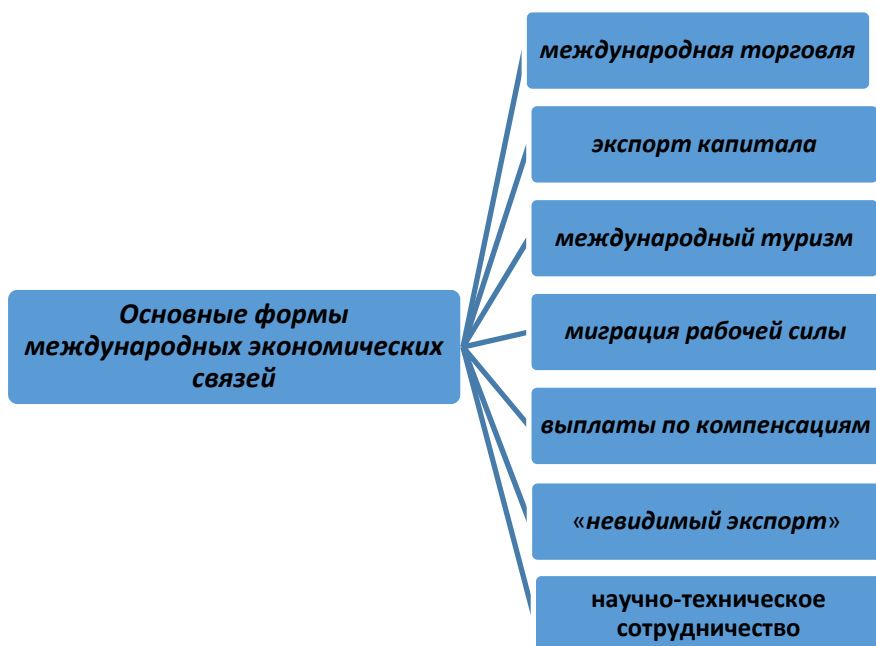 международная торговля
экспорт капитала
международный туризм
Основные формы
международных экономических
связей
миграция рабочей силы
выплаты по компенсациям
«невидимый экспорт»
научно-техническое
сотрудничество